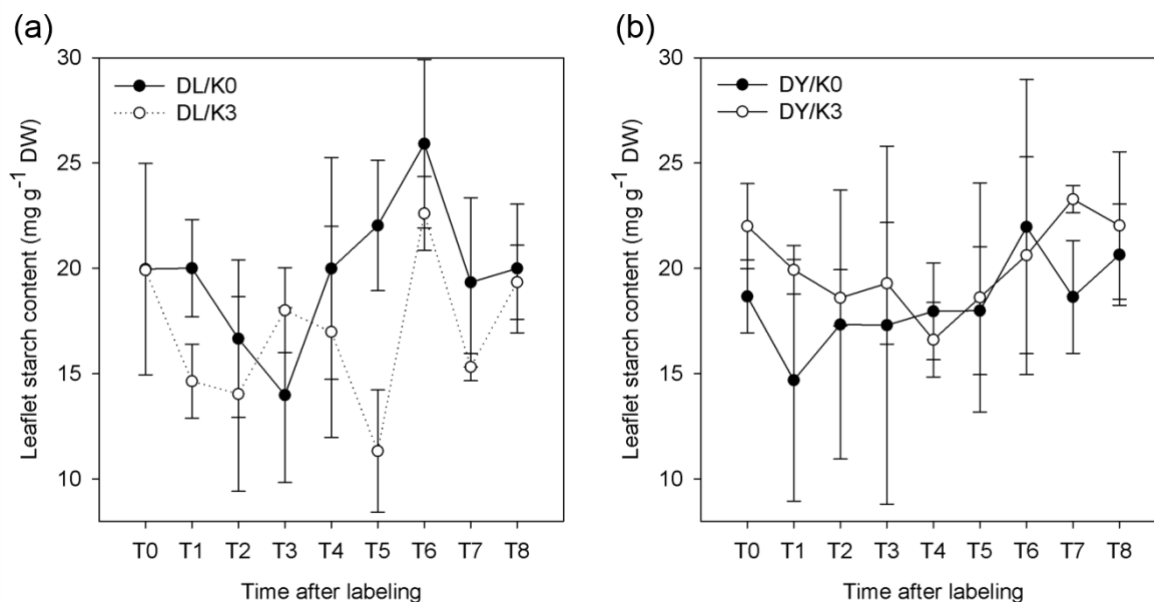 (a)
30
25
20
15
10
Leaflet starch content (mg g⁻¹ DW)
DL/K0
DL/K3
T0 T1 T2 T3 T4 T5 T6 T7 T8
Time after labeling
(b)
30
25
20
15
10
Leaflet starch content (mg g⁻¹ DW)
DY/K0
DY/K3
T0 T1 T2 T3 T4 T5 T6 T7 T8
Time after labeling